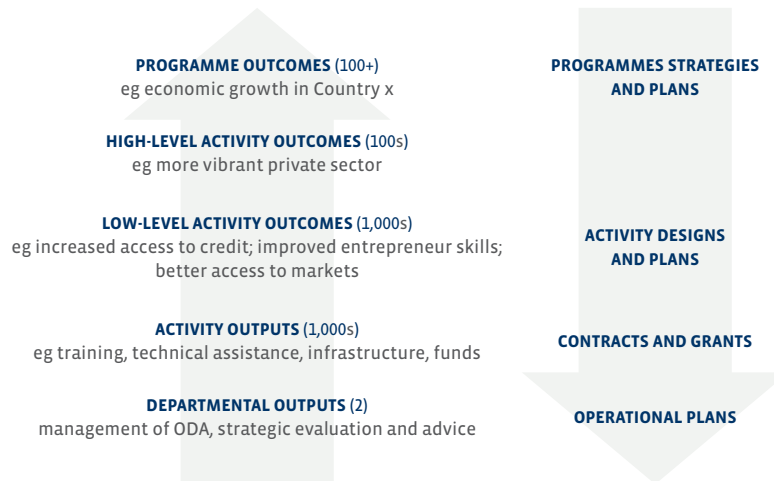 PROGRAMME OUTCOMES (100+)
eg economic growth in Country x
HIGH-LEVEL ACTIVITY OUTCOMES (100s)
eg more vibrant private sector
LOW-LEVEL ACTIVITY OUTCOMES (1,000s)
eg increased access to credit; improved entrepreneur skills;
better access to markets
ACTIVITY OUTPUTS (1,000s)
eg training, technical assistance, infrastructure, funds
DEPARTMENTAL OUTPUTS (2)
management of ODA, strategic evaluation and advice
PROGRAMMES STRATEGIES
AND PLANS
ACTIVITY DESIGNS
AND PLANS
CONTRACTS AND GRANTS
OPERATIONAL PLANS